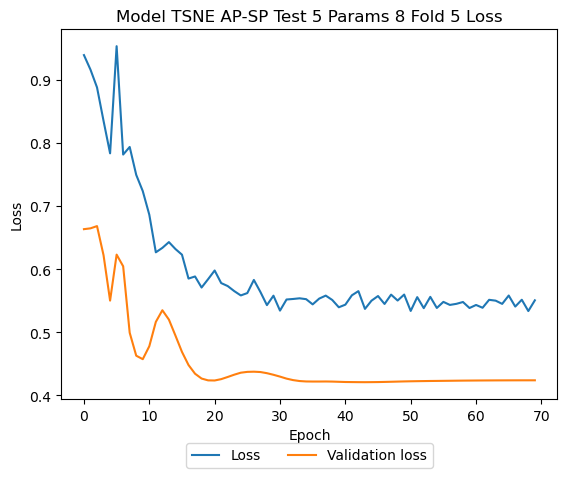 Model TSNE AP-SP Test 5 Params 8 Fold 5 Loss
0.9
0.8
0.7
0.6
0.5
0.4
Loss
0 10 20 30 40 50 60 70
Epoch
Loss Validation loss